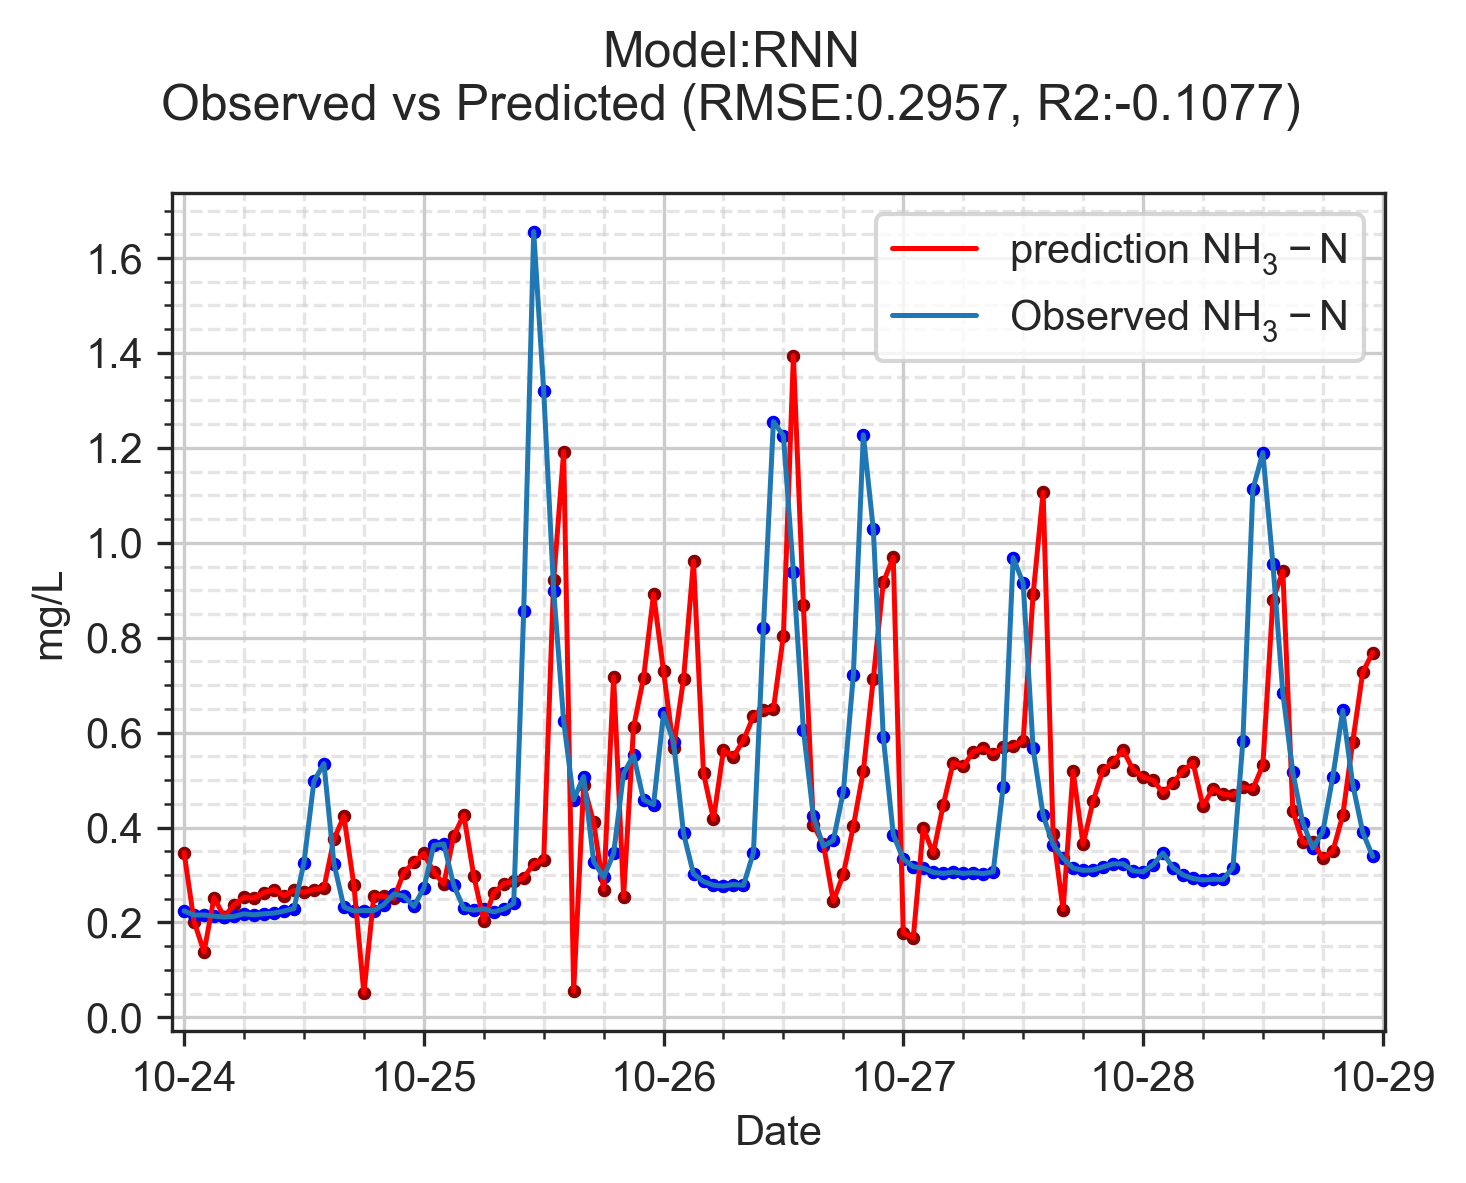 Model:RNN
Observed vs Predicted (RMSE:0.2957, R2:-0.1077)
prediction NH₃ − N
Observed NH₃ − N
1.6
1.4
1.2
1.0
0.8
0.6
0.4
0.2
0.0
mg/L
10-24 10-25 10-26 10-27 10-28 10-29
Date